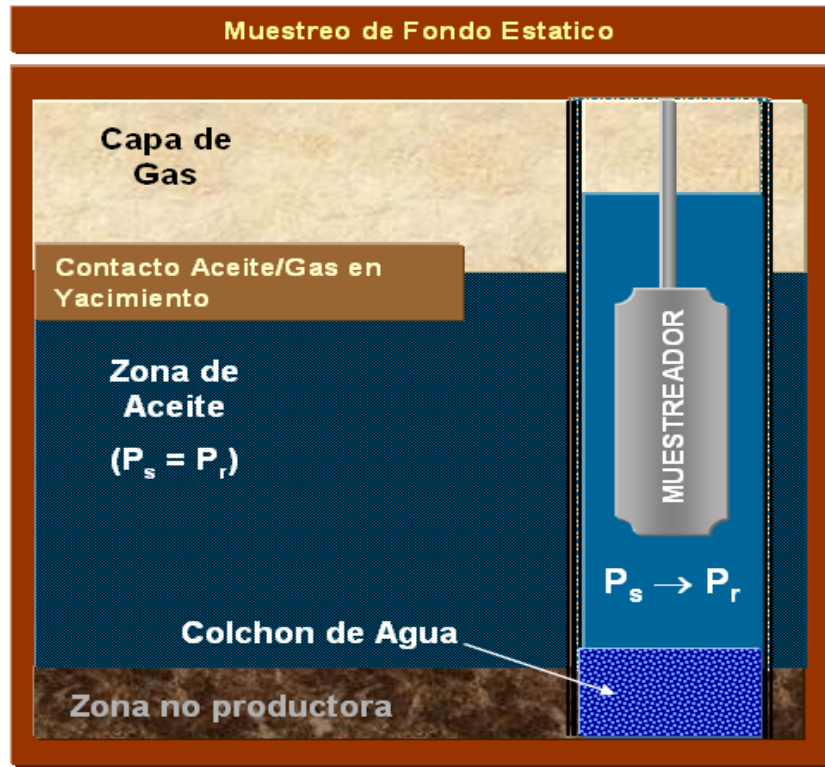 Muestreo de Fondo Estatico
Capa de
Gas
Contacto Aceite/Gas en
Yacimiento
Zona de
Aceite
(Ps = Pr)
MUESTREADOR
Ps → Pr
Colchon de Agua
Zona no productora